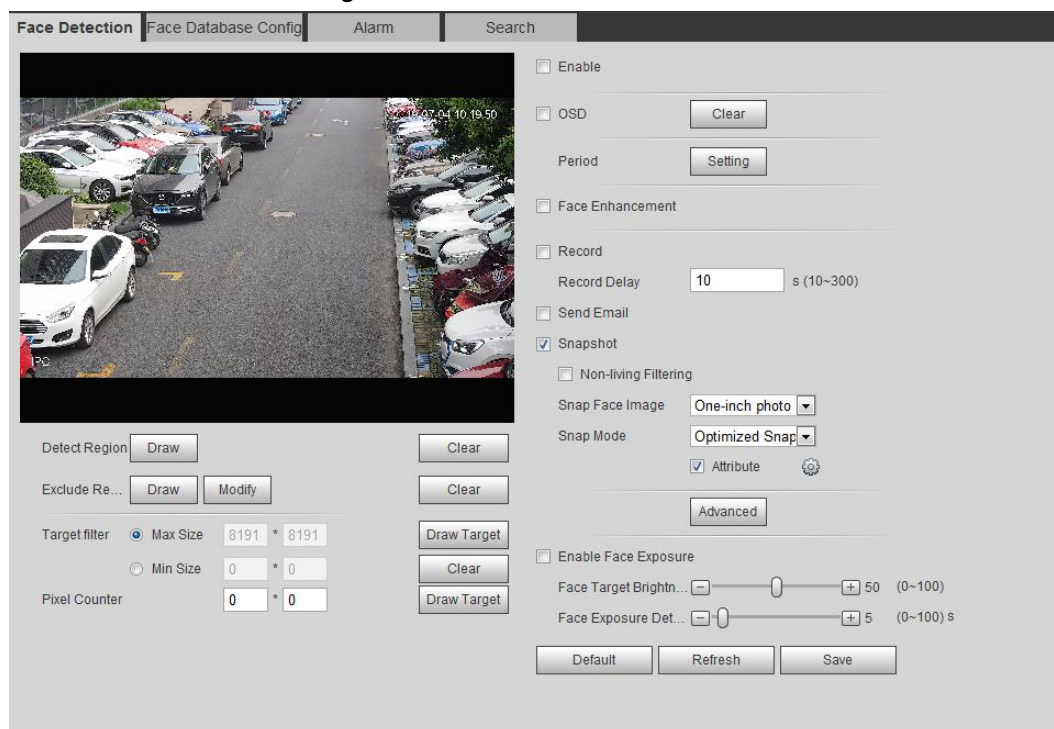 Face Detection Face Database Config Alarm Search
Enable
OSD Clear
Period Setting
Face Enhancement
Record
Record Delay 10 s (10~300)
Send Email
Snapshot
Non-living Filtering
Snap Face Image One-inch photo
Snap Mode Optimized Snap
Attribute
Advanced
Enable Face Exposure
Face Target Brightn... 50 (0~100)
Face Exposure Det... 5 (0~100) s
Default Refresh Save
10:19:50
IPC
Detect Region Draw Clear
Exclude Re... Draw Modify Clear
Target filter Max Size 8191 * 8191 Draw Target
Min Size 0 * 0 Clear
Pixel Counter 0 * 0 Draw Target